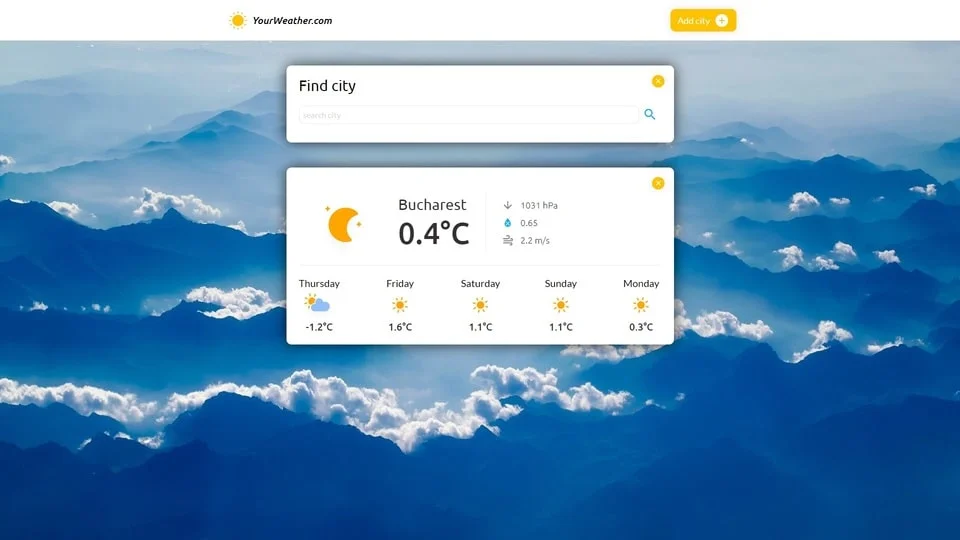 YourWeather.com
Add city
Find city
search city
Bucharest
0.4°C
1031 hPa
0.65
2.2 m/s
Thursday Friday Saturday Sunday Monday
-1.2°C 1.6°C 1.1°C 1.1°C 0.3°C